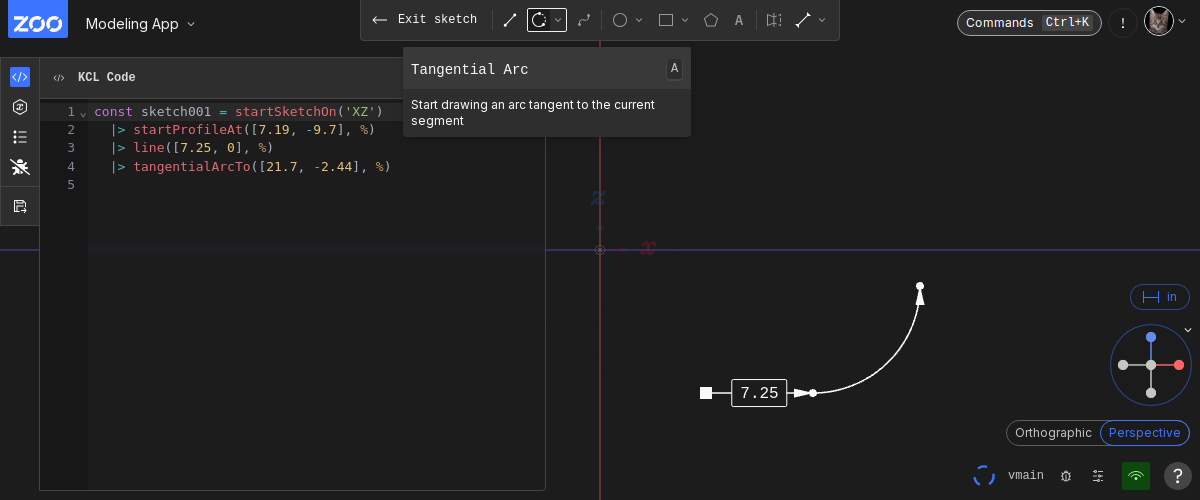 ZOO
Modeling App
Exit sketch
A
Commands Ctrl+K
!
KCL Code
Tangential Arc
A
Start drawing an arc tangent to the current
segment
1 const sketch001 = startSketchOn('XZ')
2 |> startProfileAt([7.19, -9.7], %)
3 |> line([7.25, 0], %)
4 |> tangentialArcTo([21.7, -2.44], %)
5
z
x
in
7.25
Orthographic
Perspective
vmain
?